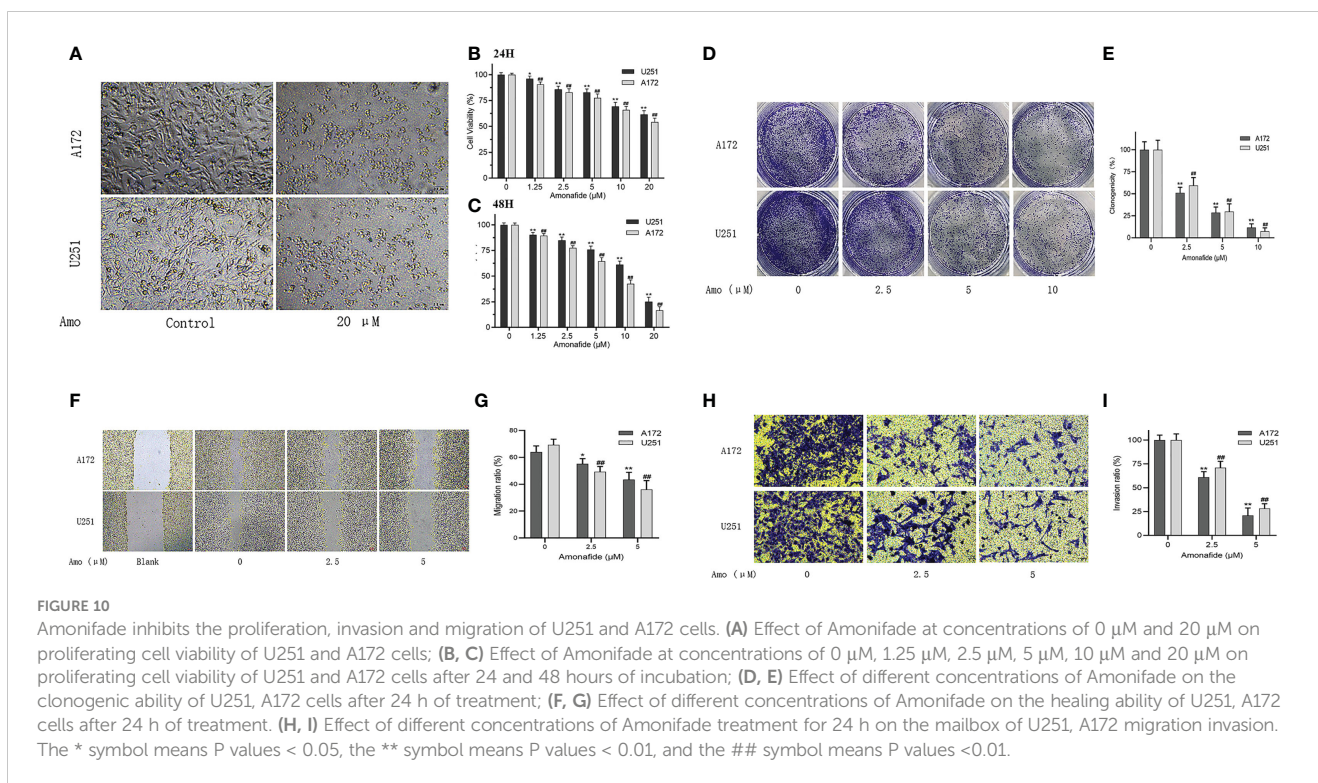 A
A172
U251
Amo
Control
20 μM
B
24H
U251
A172
Cell Viability (%)
100
75
50
25
0
* ## ** ## ** ## ** ## ** ##
0 1.25 2.5 5 10 20
Amonafide (μM)
C
48H
U251
A172
100
75
50
25
0
** ## ** ## ** ## ** ## ** ##
0 1.25 2.5 5 10 20
Amonafide (μM)
D
A172
U251
Amo (μM) 0 2.5 5 10
E
A172
U251
Clonogenicity (%)
100
75
50
25
0
** ## ** ## ** ##
0 2.5 5 10
Amonafide (μM)
F
A172
U251
Amo (μM) Blank 0 2.5 5
G
A172
U251
Migration ratio (%)
80
60
40
20
0
* ## ** ##
0 2.5 5
Amonafide (μM)
H
A172
U251
Amo (μM) 0 2.5 5
I
A172
U251
Invasion ratio (%)
100
75
50
25
0
** ## ** ##
0 2.5 5
Amonafide (μM)
FIGURE 10
Amonifade inhibits the proliferation, invasion and migration of U251 and A172 cells. (A) Effect of Amonifade at concentrations of 0 μM and 20 μM on
proliferating cell viability of U251 and A172 cells; (B, C) Effect of Amonifade at concentrations of 0 μM, 1.25 μM, 2.5 μM, 5 μM, 10 μM and 20 μM on
proliferating cell viability of U251 and A172 cells after 24 and 48 hours of incubation; (D, E) Effect of different concentrations of Amonifade on the
clonogenic ability of U251, A172 cells after 24 h of treatment; (F, G) Effect of different concentrations of Amonifade on the healing ability of U251, A172
cells after 24 h of treatment. (H, I) Effect of different concentrations of Amonifade treatment for 24 h on the mailbox of U251, A172 migration invasion.
The * symbol means P values < 0.05, the ** symbol means P values < 0.01, and the ## symbol means P values <0.01.